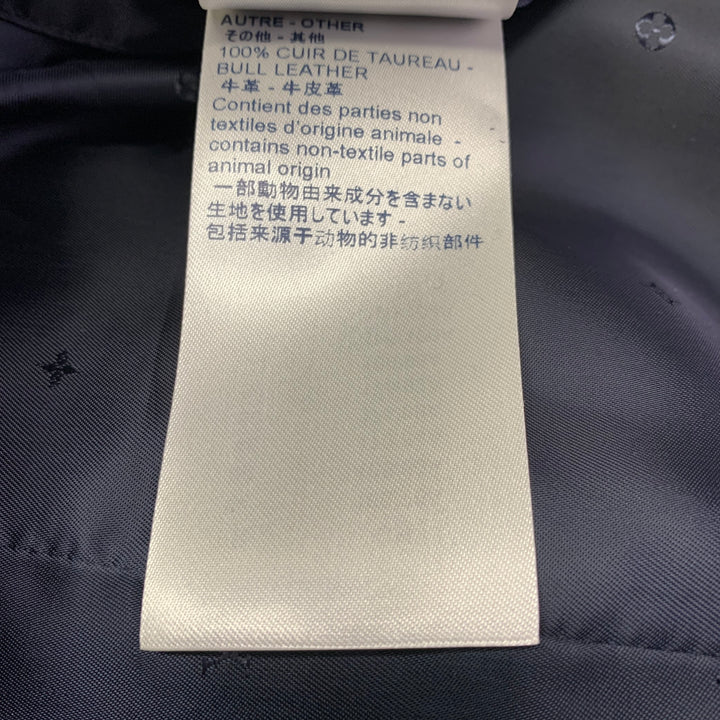 AUTRE - OTHER
その他 - 其他
100% CUIR DE TAUREAU -
BULL LEATHER
牛革 - 牛皮革
Contient des parties non
textiles d'origine animale -
contains non-textile parts of
animal origin
一部動物由来成分を含まない
生地を使用しています -
包括来源于动物的非纺织部件